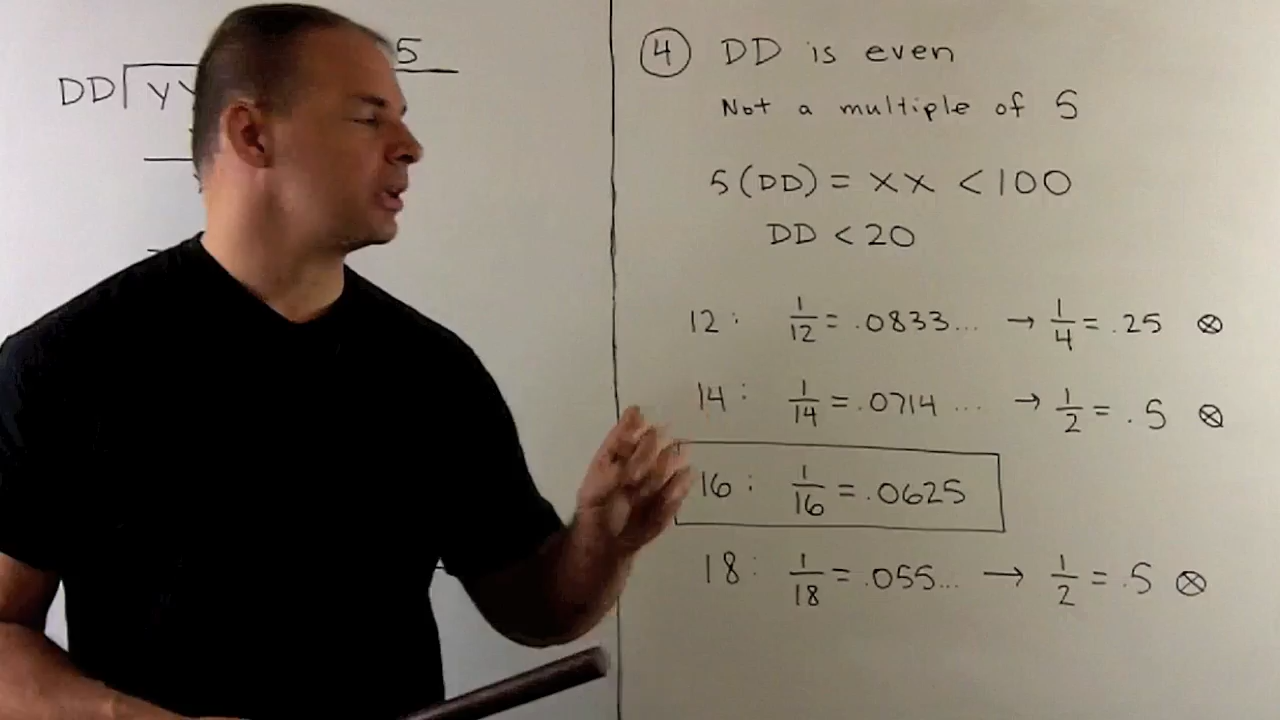 5
DD YY
④ DD is even
Not a multiple of 5
5(DD) = XX < 100
DD < 20
12: 1/12 = .0833... → 1/4 = .25 ⊗
14: 1/14 = .0714 ... → 1/2 = .5 ⊗
16: 1/16 = .0625
18: 1/18 = .055... → 1/2 = .5 ⊗